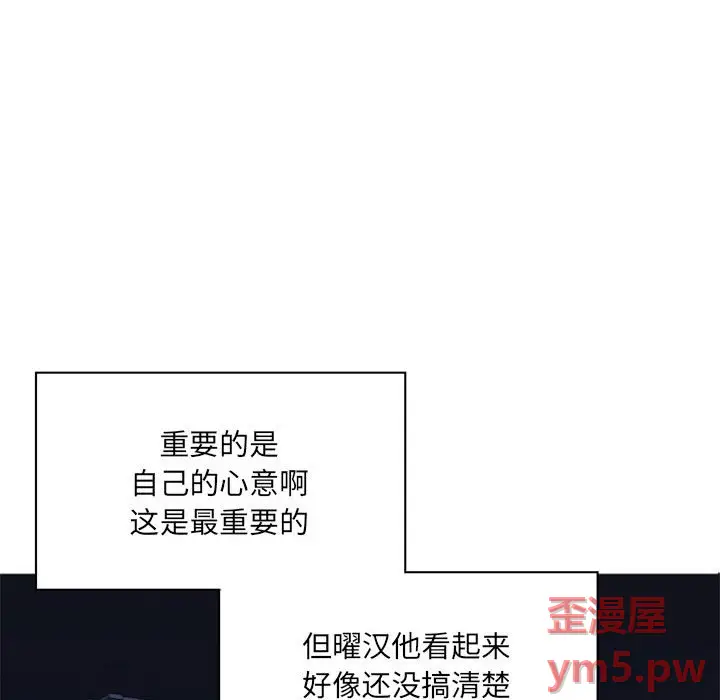 重要的是
自己的心意啊
这是最重要的
但曜汉他看起来
好像还没搞清楚
歪漫屋
ym5.pw